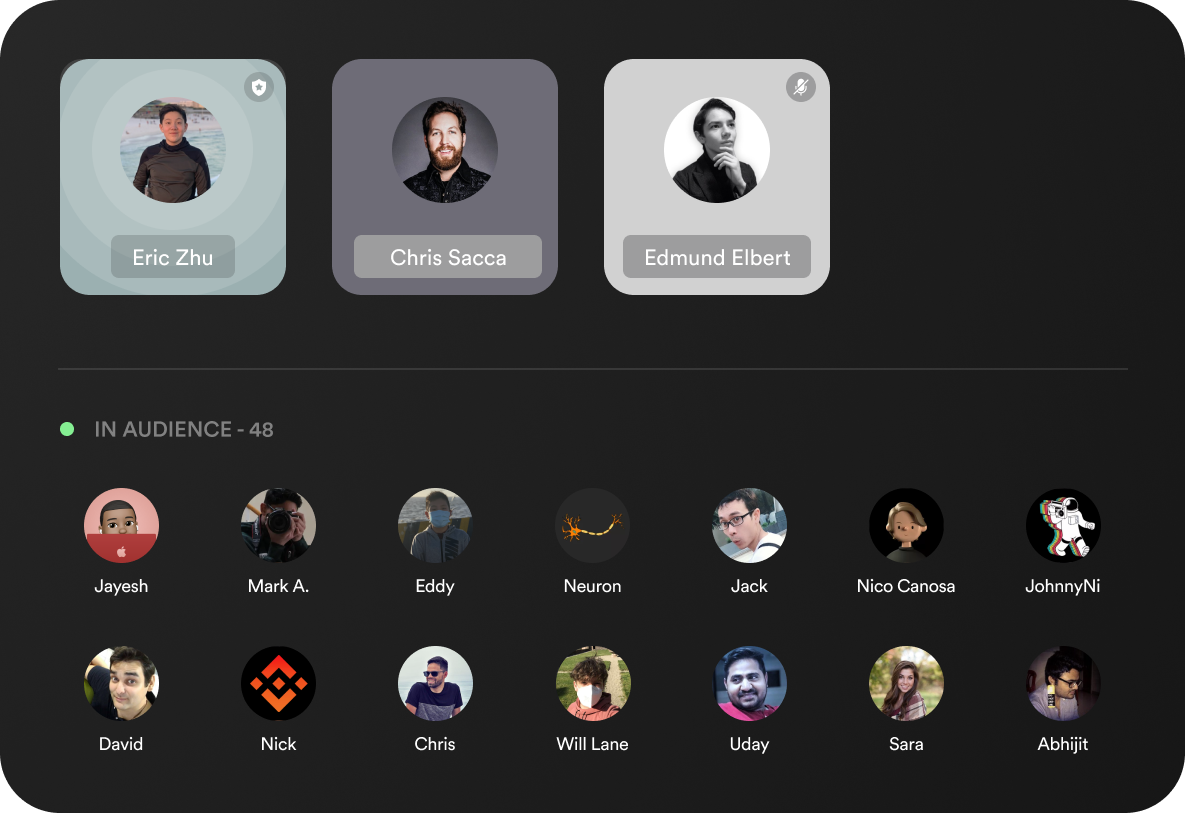 Eric Zhu
Chris Sacca
Edmund Elbert
IN AUDIENCE - 48
Jayesh
Mark A.
Eddy
Neuron
Jack
Nico Canosa
JohnnyNi
David
Nick
Chris
Will Lane
Uday
Sara
Abhijit